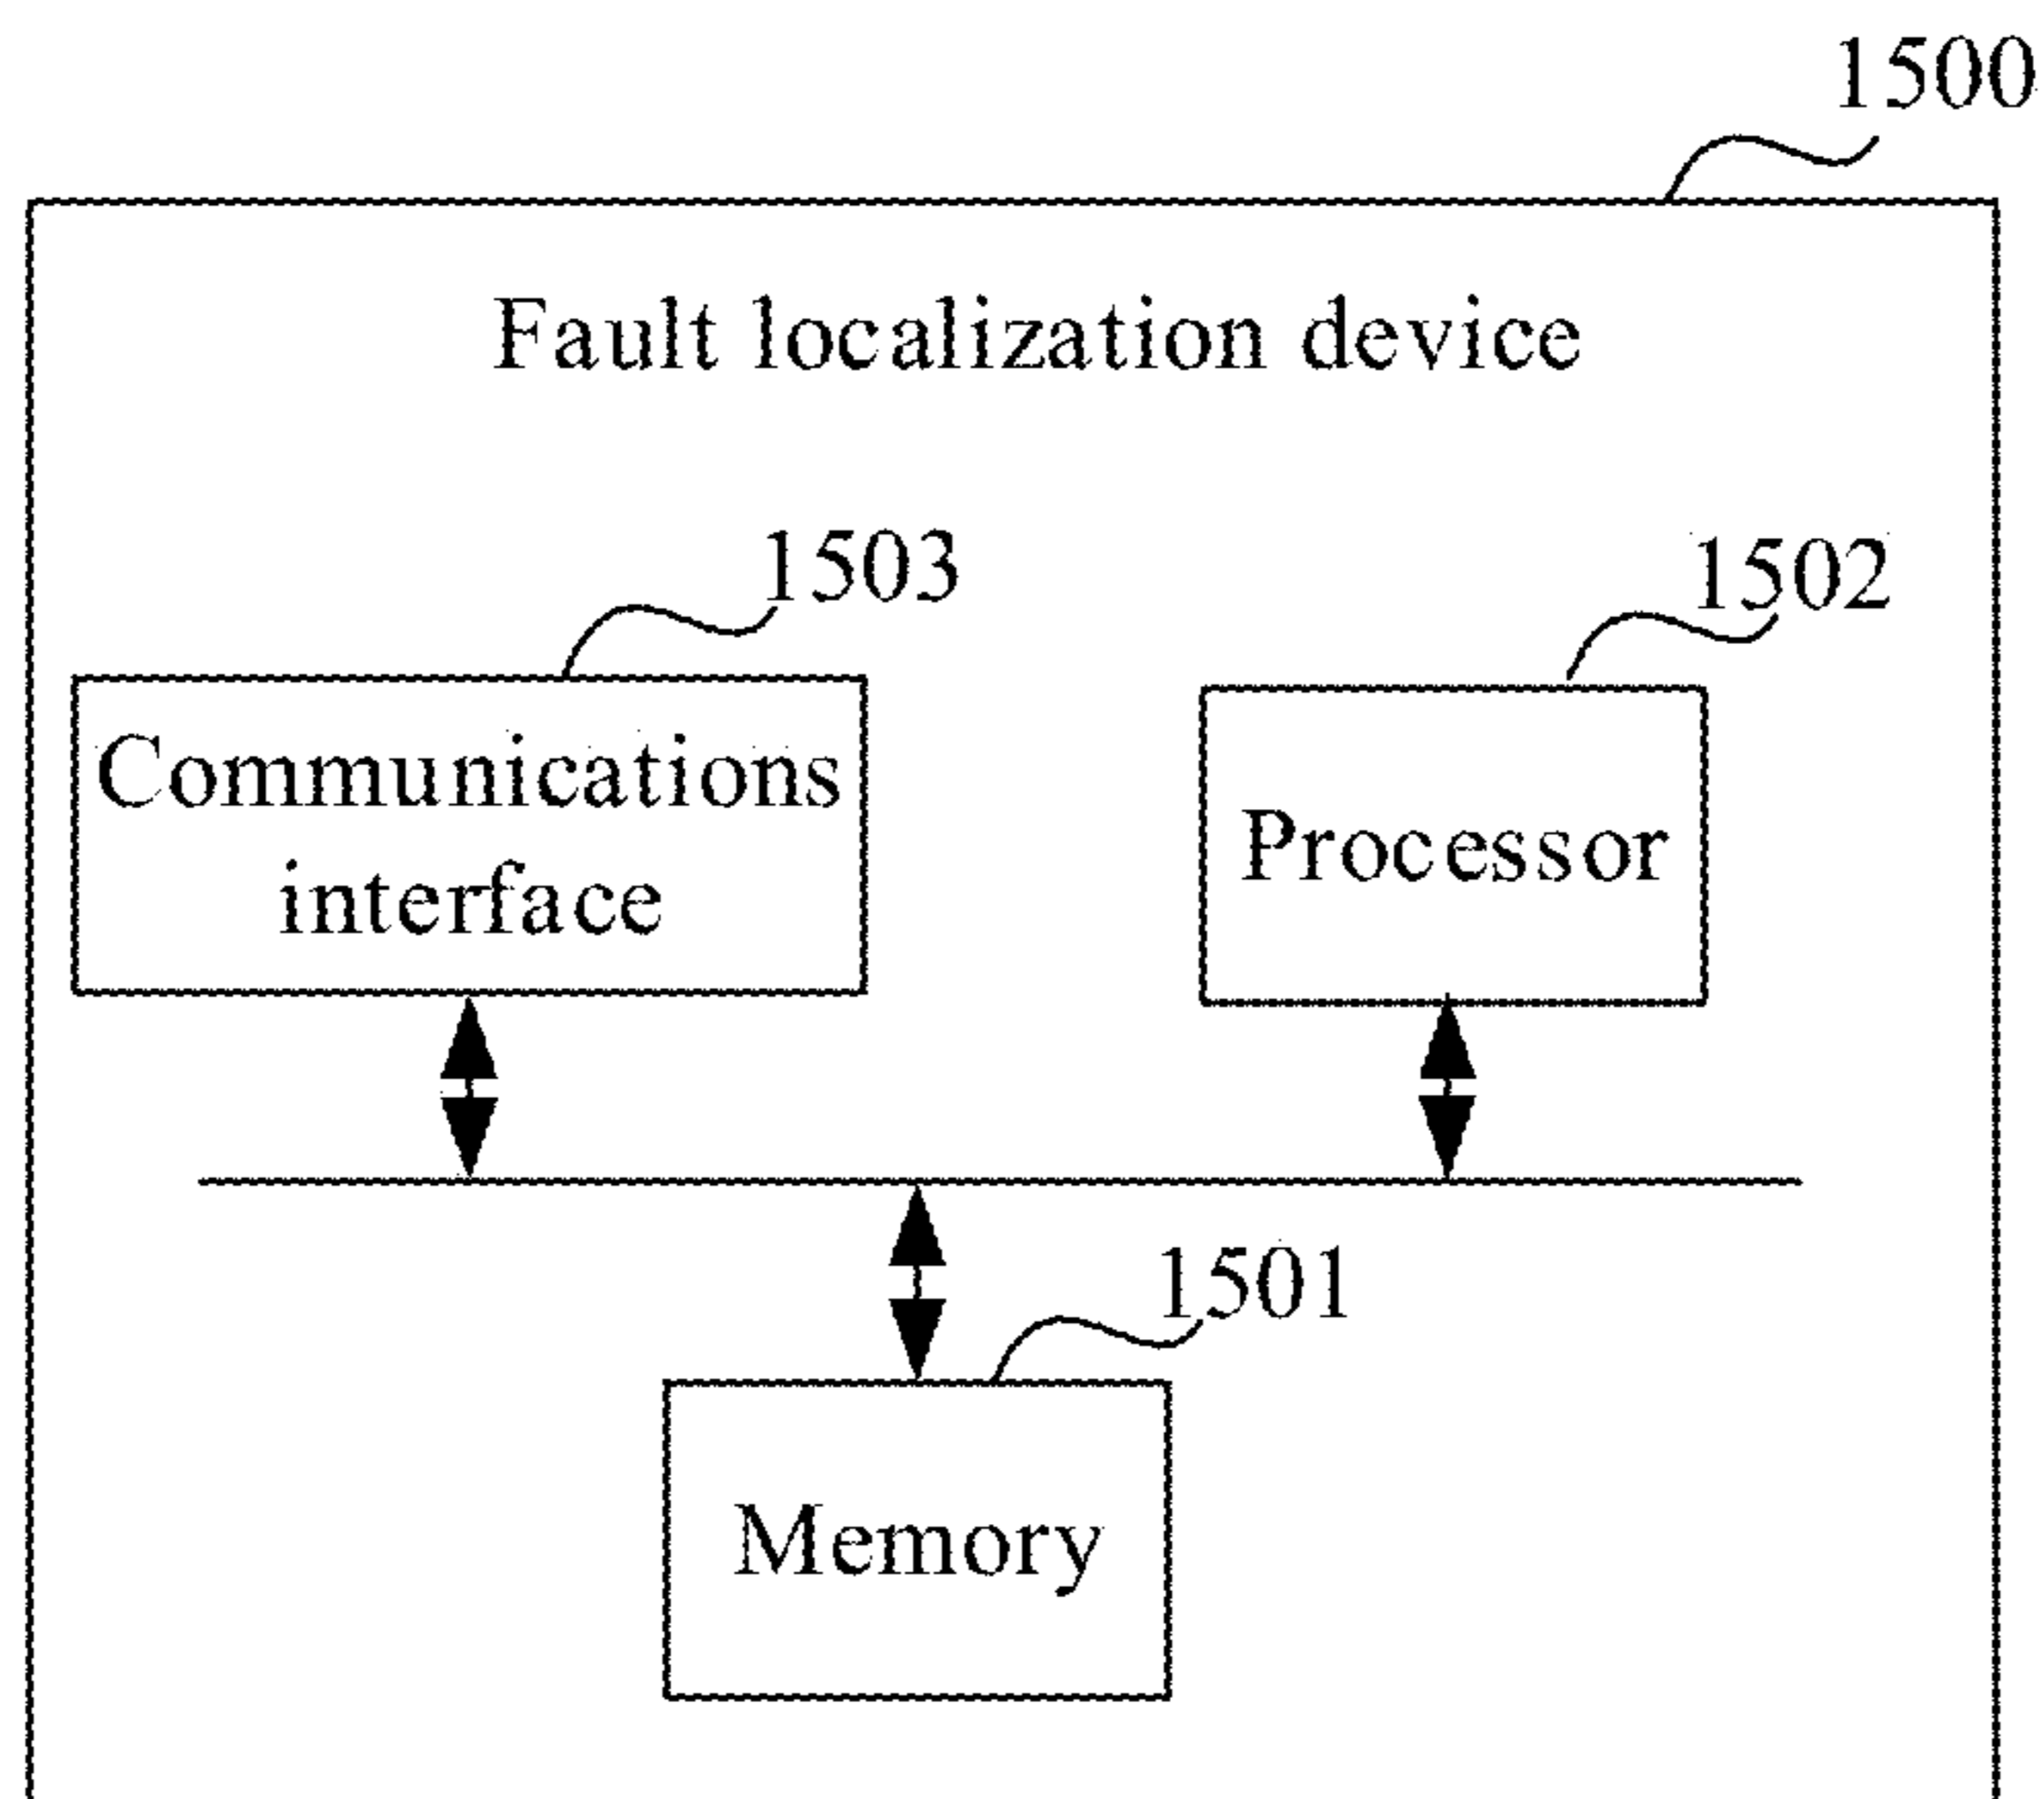 1500
Fault localization device
1503
1502
Communications
interface
Processor
1501
Memory